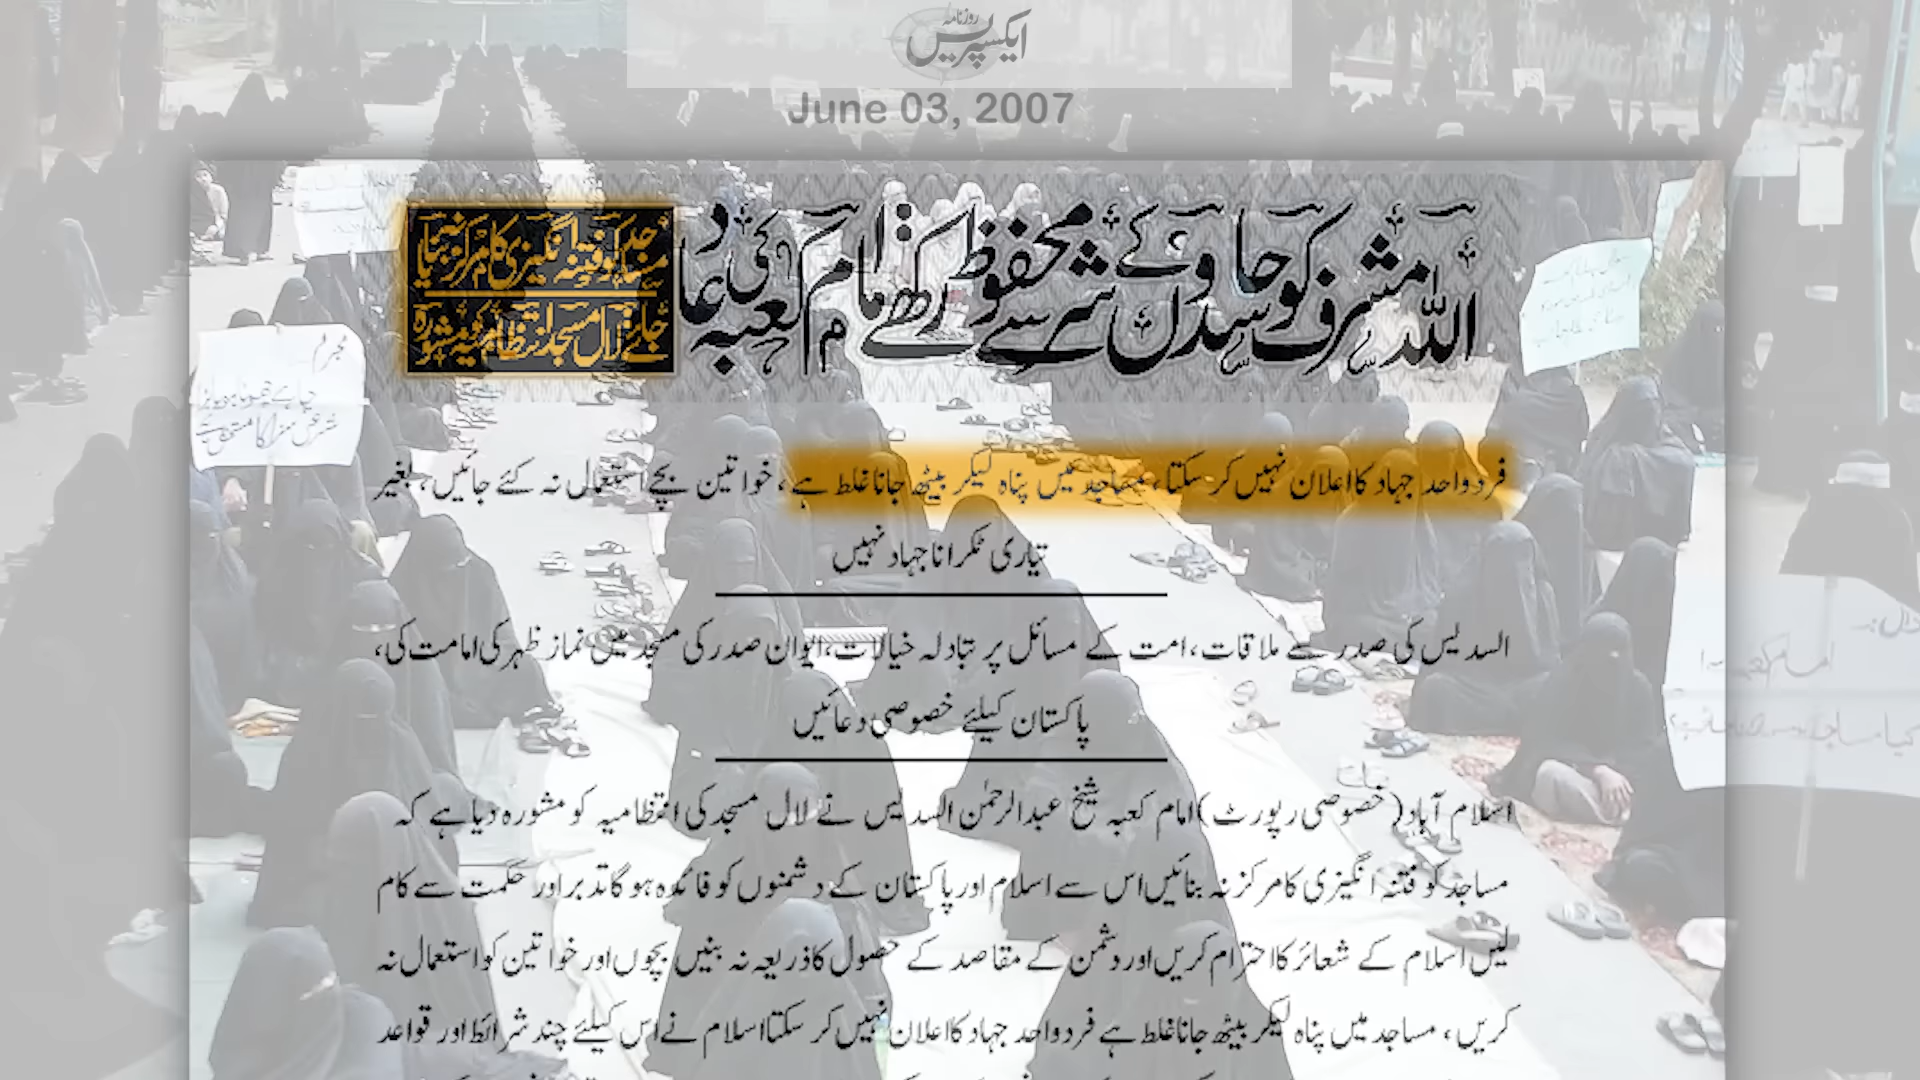 روزنامہ
ایکسپریس
June 03, 2007
اللہ مشرف کو حاسدوں کے شر سے محفوظ رکھے، امام کعبہ کی دعا
مساجد کو فتنہ انگیزی کا مرکز نہ بنایا
جائے لال مسجد انتظامیہ کو مشورہ
فرد واحد جہاد کا اعلان نہیں کر سکتا، مساجد میں پناہ لیکر بیٹھ جانا غلط ہے، خواتین بچے استعمال نہ کئے جائیں، بغیر
تیاری ٹکرانا جہاد نہیں
السدیس کی صدر سے ملاقات، امت کے مسائل پر تبادلہ خیالات، ایوان صدر کی مسجد میں نماز ظہر کی امامت کی،
پاکستان کیلئے خصوصی دعائیں
اسلام آباد (خصوصی رپورٹ) امام کعبہ شیخ عبدالرحمٰن السدیس نے لال مسجد کی انتظامیہ کو مشورہ دیا ہے کہ
مساجد کو فتنہ انگیزی کا مرکز نہ بنائیں اس سے اسلام اور پاکستان کے دشمنوں کو فائدہ ہو گا تدبر اور حکمت سے کام
لیں اسلام کے شعائر کا احترام کریں اور دشمن کے مقاصد کے حصول کا ذریعہ نہ بنیں بچوں اور خواتین کو استعمال نہ
کریں، مساجد میں پناہ لیکر بیٹھ جانا غلط ہے فرد واحد جہاد کا اعلان نہیں کر سکتا اسلام نے اس کیلئے چند شرائط اور قواعد
مجرم